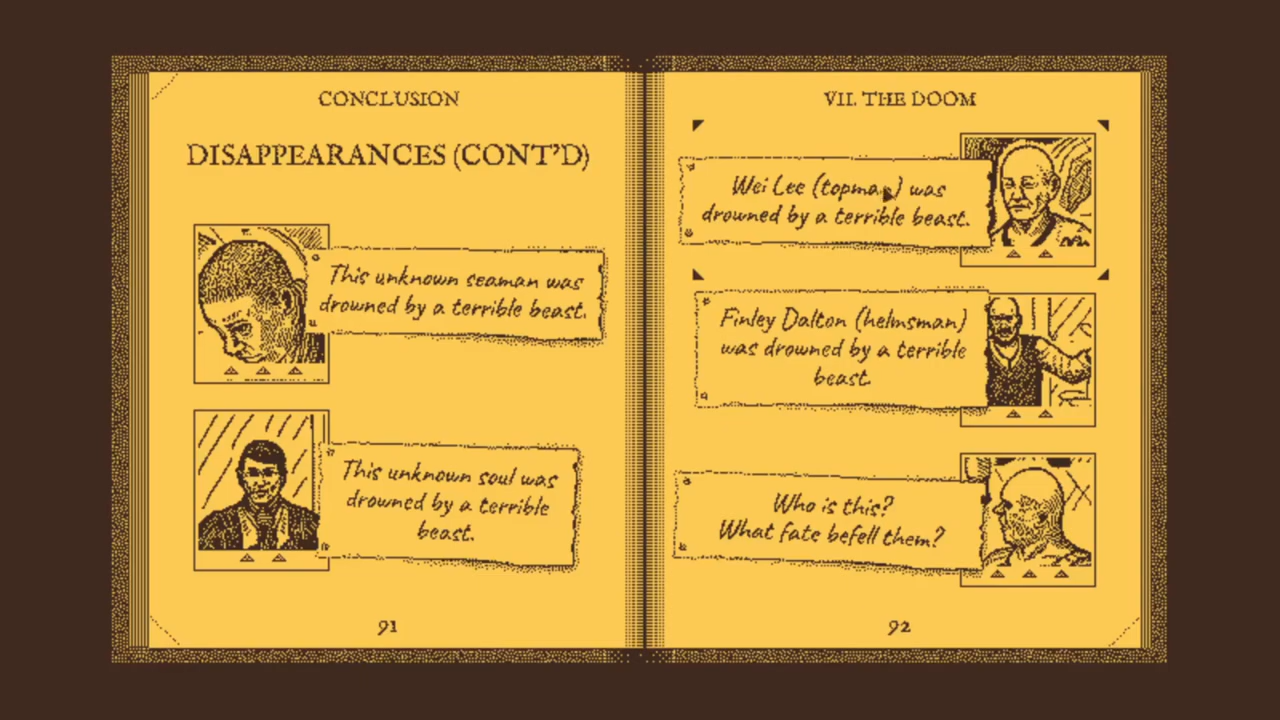 CONCLUSION
DISAPPEARANCES (CONT'D)
This unknown seaman was
drowned by a terrible beast.
This unknown soul was
drowned by a terrible
beast.
91
VII. THE DOOM
Wei Lee (topman) was
drowned by a terrible beast.
Finley Dalton (helmsman)
was drowned by a terrible
beast.
Who is this?
What fate befell them?
92